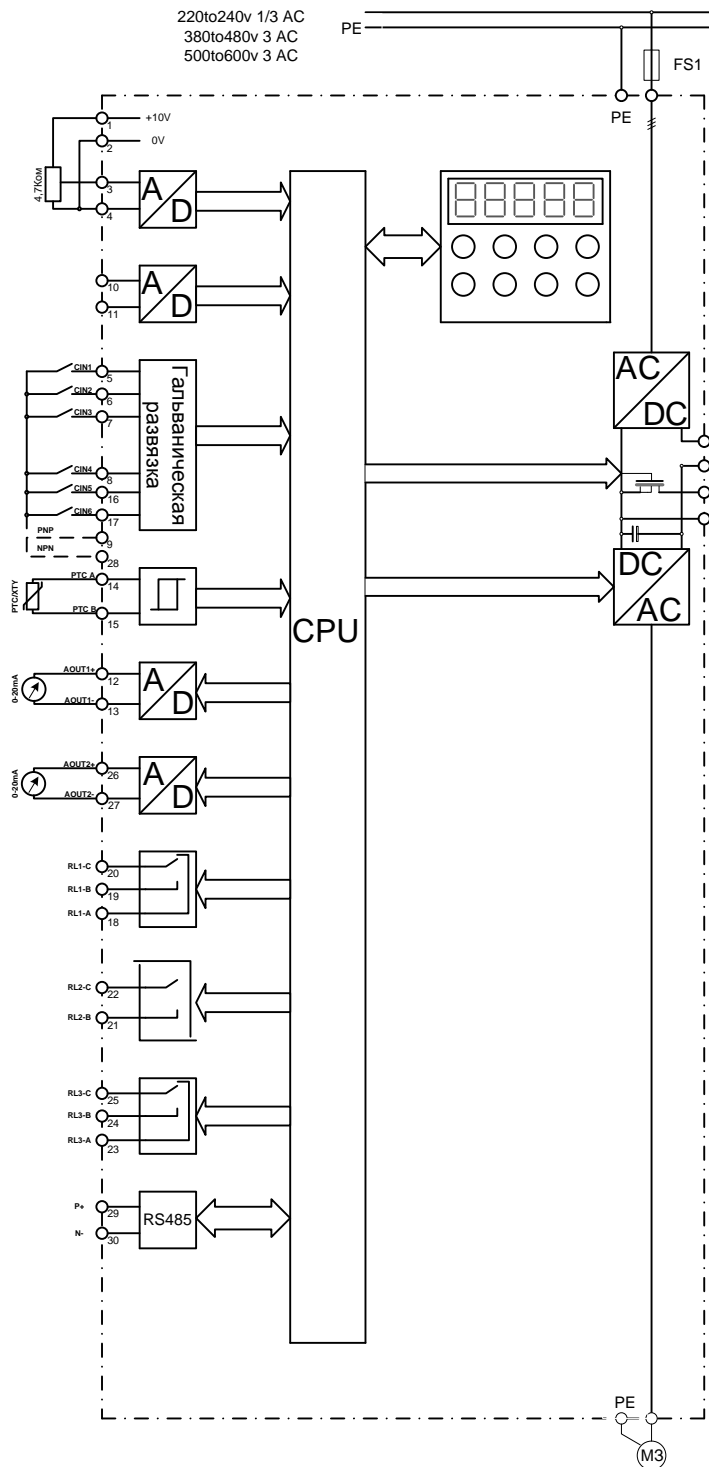 220to240v 1/3 AC
380to480v 3 AC
500to600v 3 AC
PE
FS1
PE
1
+10V
2
0V
4,7Ком
3
4
A
D
10
11
A
D
CIN1
5
CIN2
6
CIN3
7
CIN4
8
CIN5
16
CIN6
17
Гальваническая
развязка
PNP
9
NPN
28
PTC/XTY
PTC A
14
PTC B
15
CPU
AC
DC
DC
AC
0-20mA
AOUT1+
12
AOUT1-
13
A
D
0-20mA
AOUT2+
26
AOUT2-
27
A
D
RL1-C
20
RL1-B
19
RL1-A
18
RL2-C
22
RL2-B
21
RL3-C
25
RL3-B
24
RL3-A
23
P+
29
N-
30
RS485
PE
M3